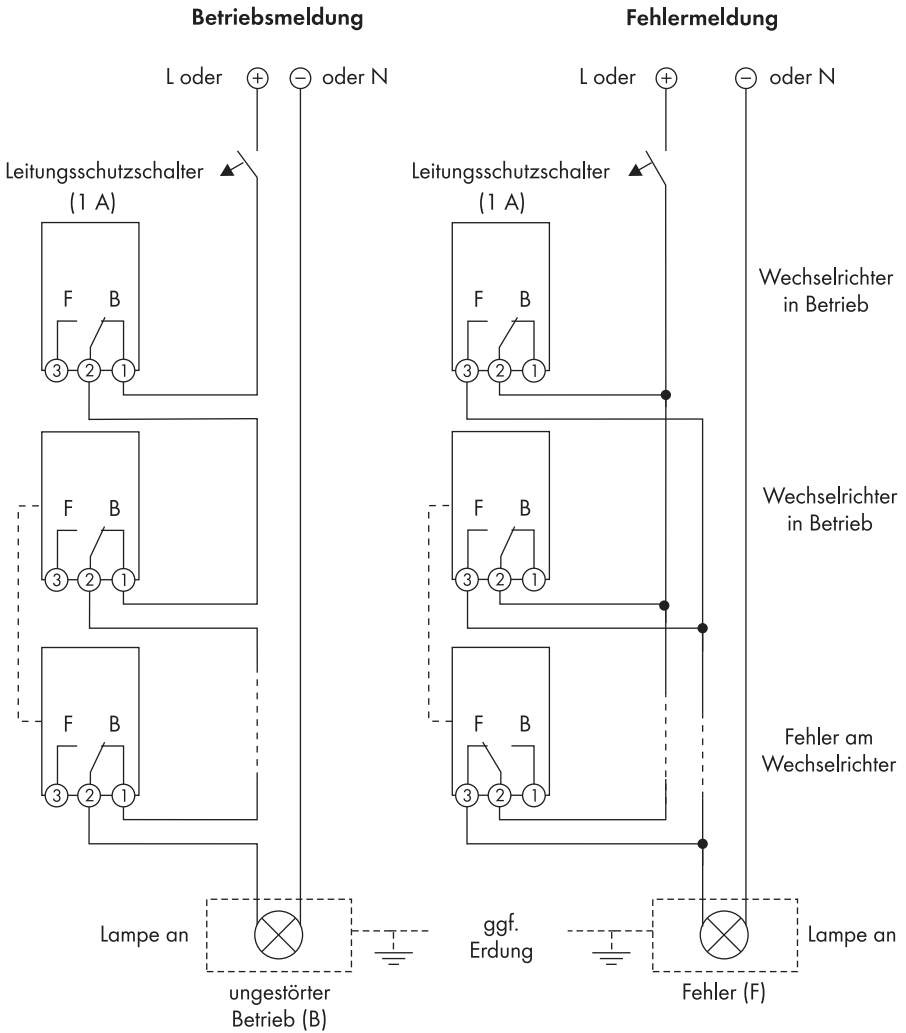 Betriebsmeldung
Fehlermeldung
L oder + − oder N
L oder + − oder N
Leitungsschutzschalter
(1 A)
Leitungsschutzschalter
(1 A)
F B
3 2 1
F B
3 2 1
Wechselrichter
in Betrieb
F B
3 2 1
F B
3 2 1
Wechselrichter
in Betrieb
F B
3 2 1
F B
3 2 1
Fehler am
Wechselrichter
Lampe an
ggf.
Erdung
Lampe an
ungestörter
Betrieb (B)
Fehler (F)